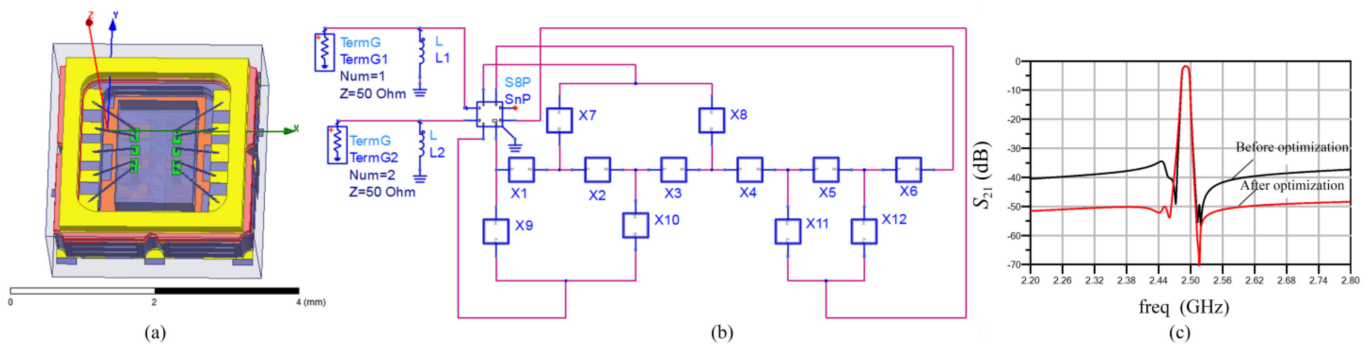 Z
Y
X
0
2
4 (mm)
(a)
TermG
TermG1
Num=1
Z=50 Ohm
L
L1
TermG
TermG2
Num=2
Z=50 Ohm
L
L2
S8P
SnP
X7
X8
X1
X2
X3
X4
X5
X6
X9
X10
X11
X12
(b)
S21 (dB)
0
-10
-20
-30
-40
-50
-60
-70
Before optimization
After optimization
2.20
2.26
2.32
2.38
2.44
2.50
2.56
2.62
2.68
2.74
2.80
freq (GHz)
(c)